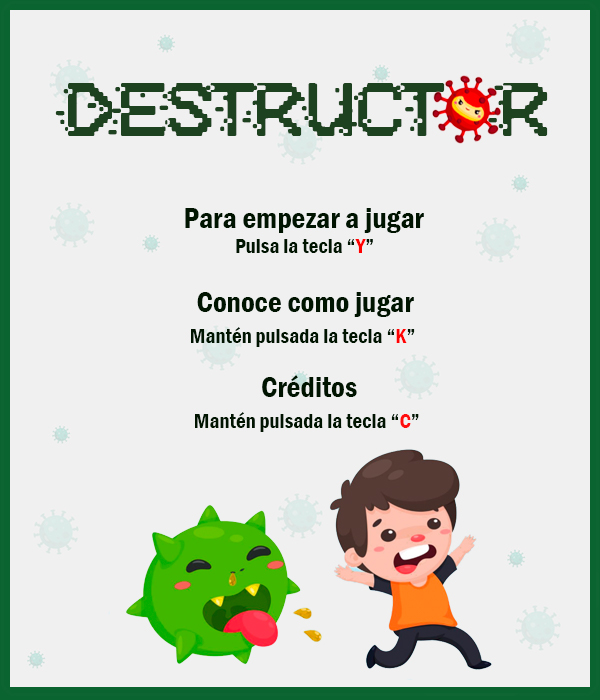 DESTRUCTOR
Para empezar a jugar
Pulsa la tecla “Y”
Conoce como jugar
Mantén pulsada la tecla “K”
Créditos
Mantén pulsada la tecla “C”